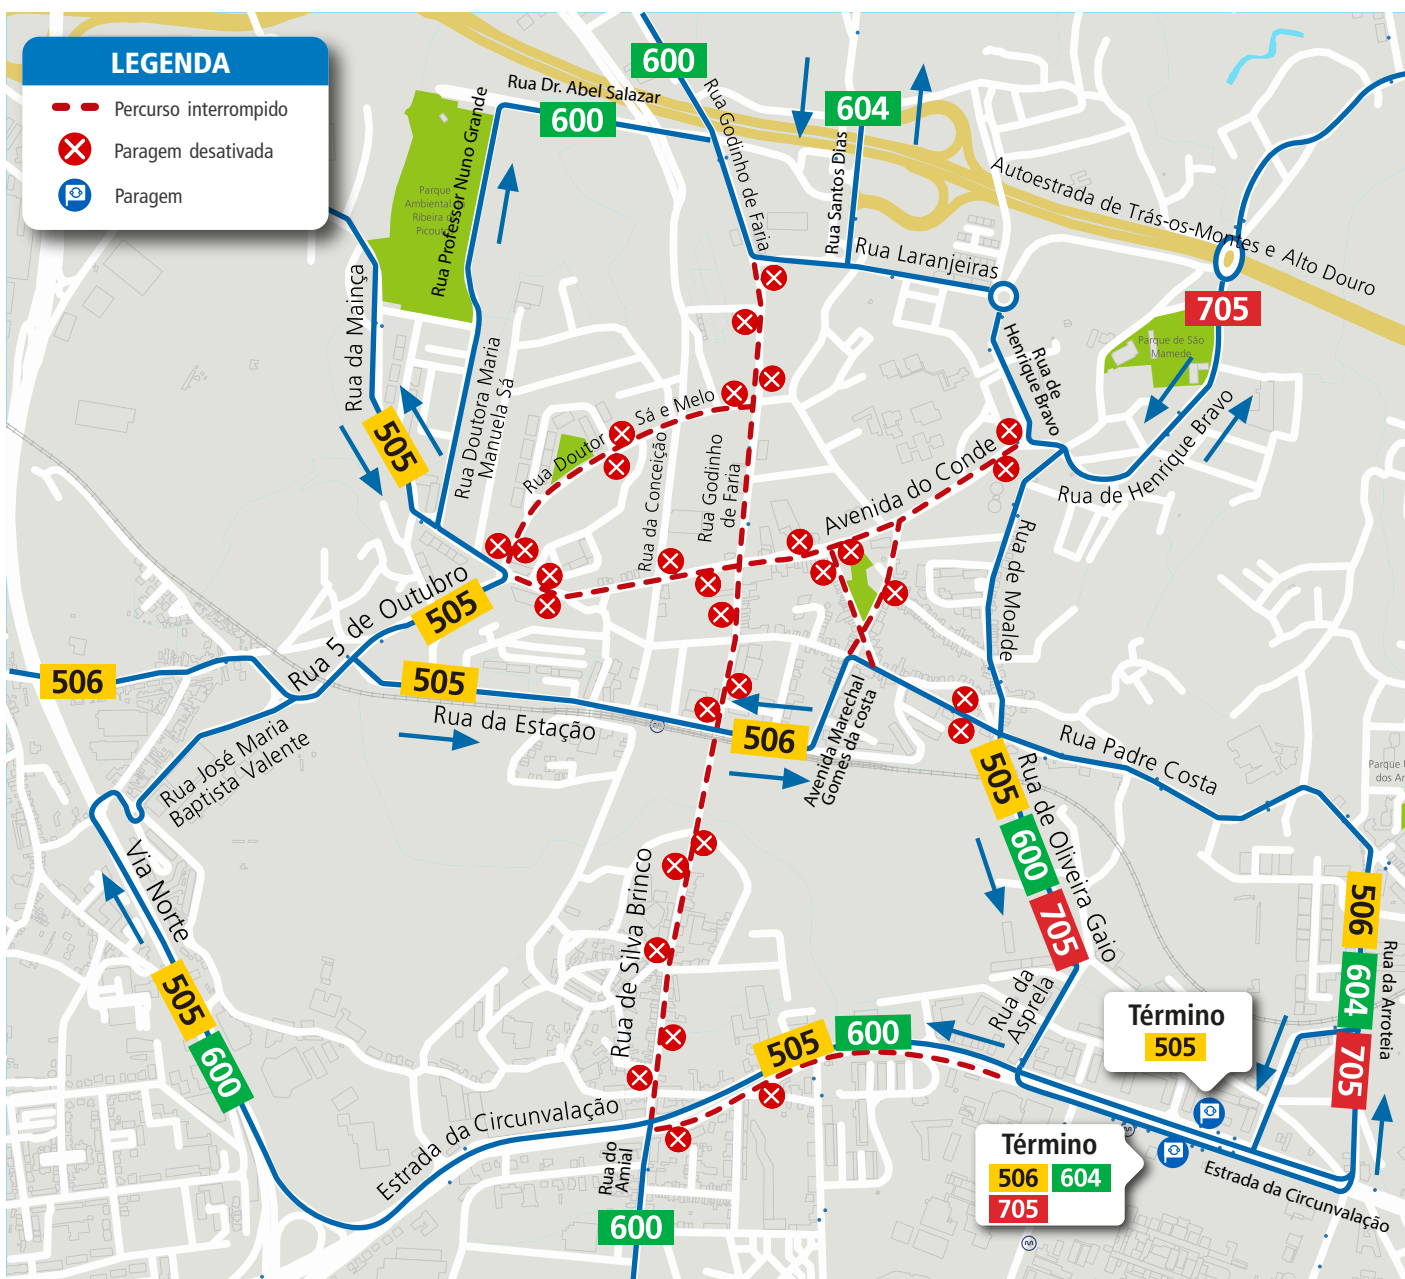 LEGENDA
Percurso interrompido
Paragem desativada
Paragem
600
Rua Dr. Abel Salazar
600
604
Rua Godinho de Faria
Rua Santos Dias
Rua Professor Nuno Grande
Parque
Ambiental
Ribeira
Picou
Autoestrada de Trás-os-Montes e Alto Douro
Rua Laranjeiras
705
Parque de São
Mamede
Rua da Mainça
Rua de
Henrique Bravo
Rua Doutora Maria
Manuela Sá
505
Rua Doutor Sá e Melo
Rua da Conceição
Rua Godinho
de Faria
Avenida do Conde
Rua de Henrique Bravo
Rua de Moalde
Rua 5 de Outubro
505
506
505
Rua da Estação
506
Avenida Marechal
Gomes da costa
Rua José Maria
Baptista Valente
Rua Padre Costa
505
600
705
Rua de Oliveira Gaio
Parque
dos Ar
Via Norte
Rua de Silva Brinco
506
604
705
Rua da Arroteia
505
600
Rua da
Asprela
505
600
Término
505
Estrada da Circunvalação
Rua do
Amial
600
Término
506 604
705
Estrada da Circunvalação